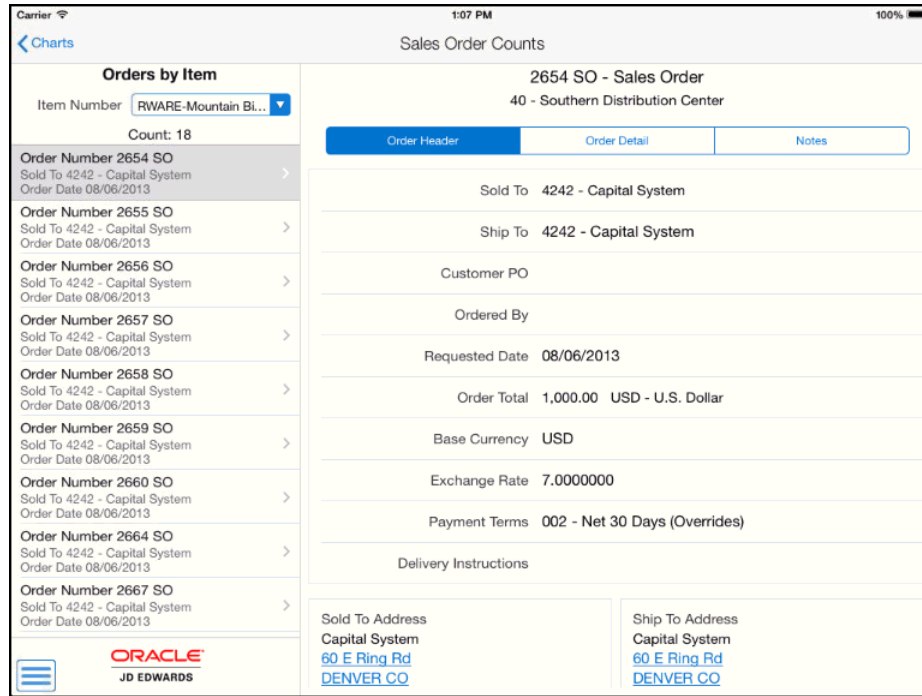 Carrier 1:07 PM 100%
Charts Sales Order Counts
Orders by Item
Item Number RWARE-Mountain Bi...
Count: 18
Order Number 2654 SO
Sold To 4242 - Capital System
Order Date 08/06/2013
Order Number 2655 SO
Sold To 4242 - Capital System
Order Date 08/06/2013
Order Number 2656 SO
Sold To 4242 - Capital System
Order Date 08/06/2013
Order Number 2657 SO
Sold To 4242 - Capital System
Order Date 08/06/2013
Order Number 2658 SO
Sold To 4242 - Capital System
Order Date 08/06/2013
Order Number 2659 SO
Sold To 4242 - Capital System
Order Date 08/06/2013
Order Number 2660 SO
Sold To 4242 - Capital System
Order Date 08/06/2013
Order Number 2664 SO
Sold To 4242 - Capital System
Order Date 08/06/2013
Order Number 2667 SO
Sold To 4242 - Capital System
Order Date 08/06/2013
ORACLE
JD EDWARDS
2654 SO - Sales Order
40 - Southern Distribution Center
Order Header Order Detail Notes
Sold To 4242 - Capital System
Ship To 4242 - Capital System
Customer PO
Ordered By
Requested Date 08/06/2013
Order Total 1,000.00 USD - U.S. Dollar
Base Currency USD
Exchange Rate 7.0000000
Payment Terms 002 - Net 30 Days (Overrides)
Delivery Instructions
Sold To Address
Capital System
60 E Ring Rd
DENVER CO
Ship To Address
Capital System
60 E Ring Rd
DENVER CO